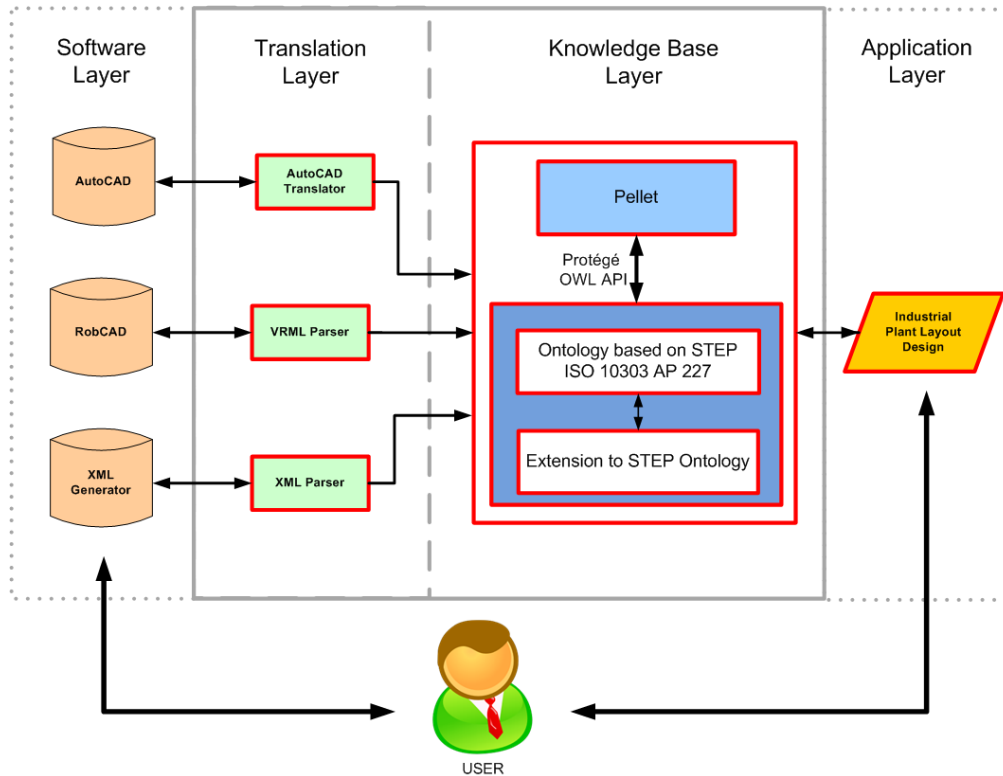 Software
Layer
Translation
Layer
Knowledge Base
Layer
Application
Layer
AutoCAD
AutoCAD
Translator
Pellet
Protégé
OWL API
RobCAD
VRML Parser
Ontology based on STEP
ISO 10303 AP 227
Industrial
Plant Layout
Design
Extension to STEP Ontology
XML
Generator
XML Parser
USER